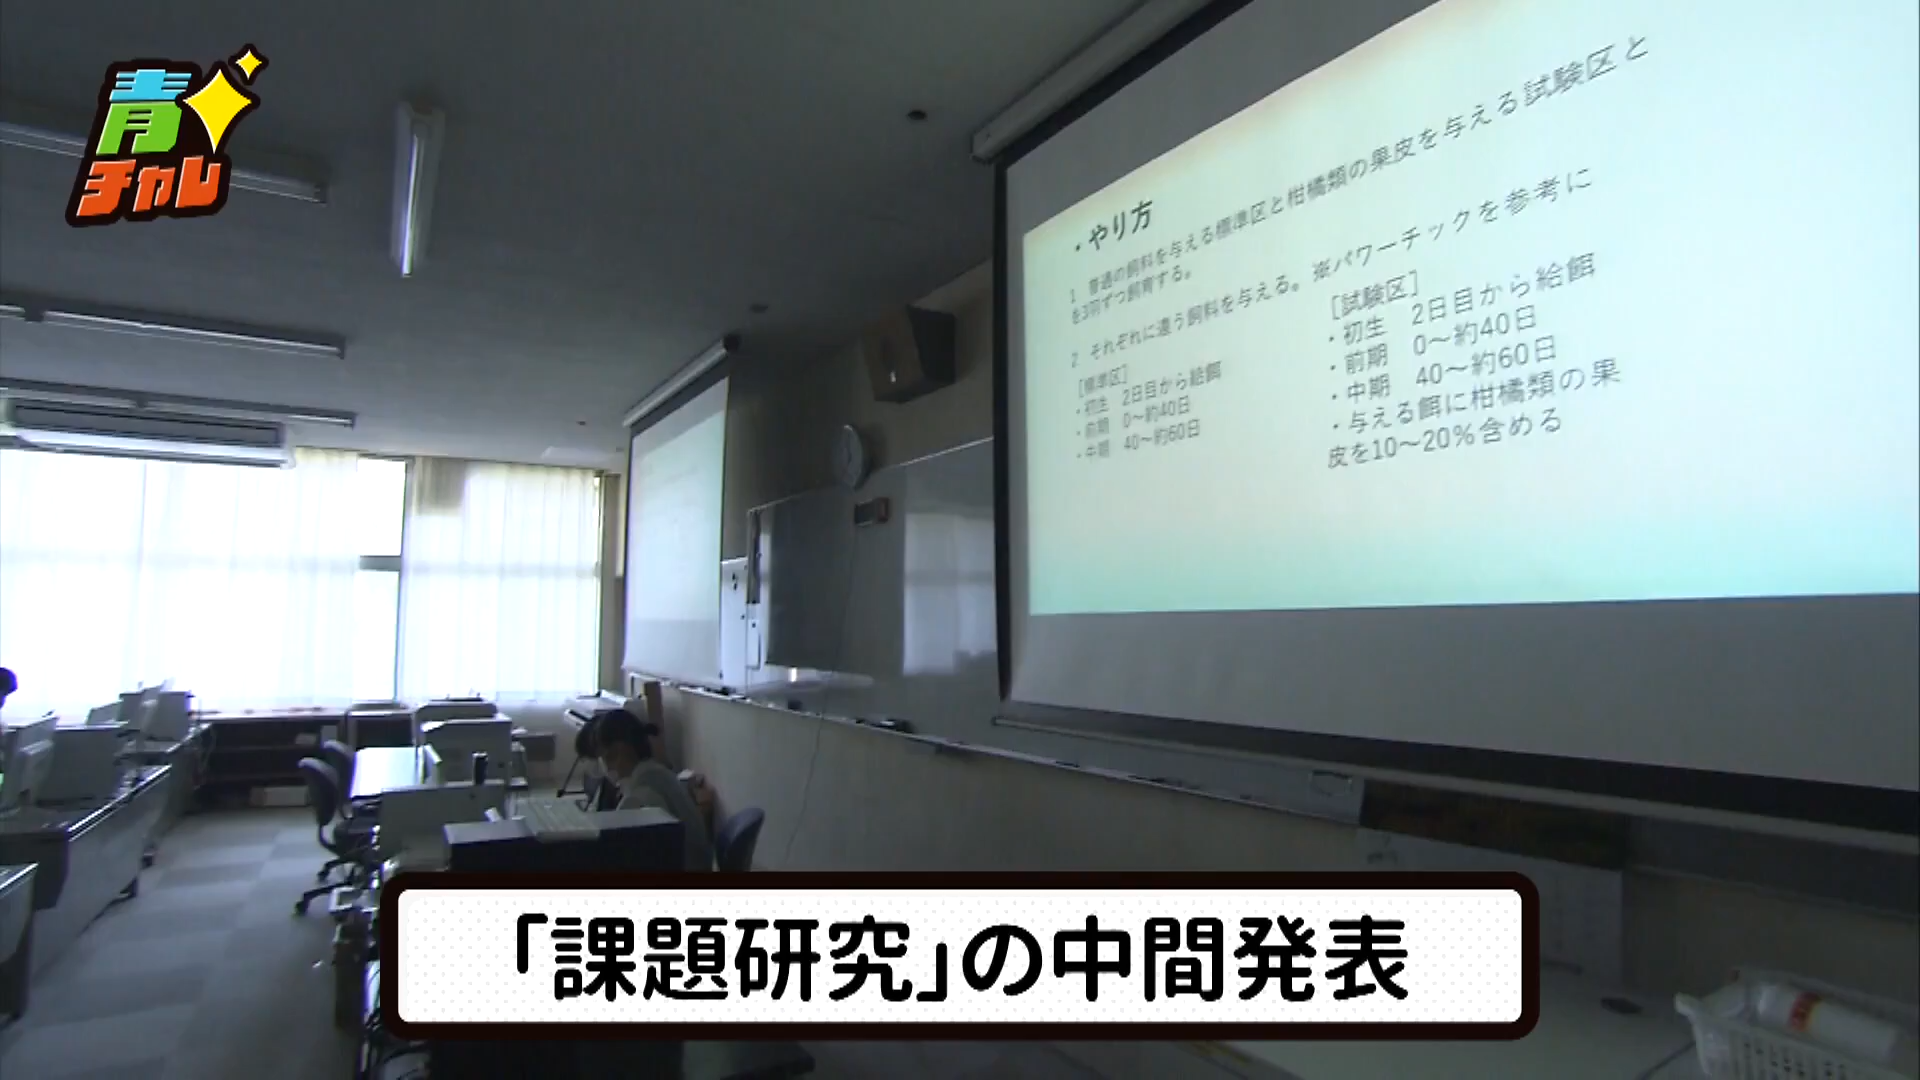 青
チャレ
・やり方
1 普通の飼料を与える標準区と柑橘類の果皮を与える試験区と
を3羽ずつ飼育する。
2 それぞれに違う飼料を与える。※パワーチックを参考に
[標準区]
・初生 2日目から給餌
・前期 0～約40日
・中期 40～約60日
[試験区]
・初生 2日目から給餌
・前期 0～約40日
・中期 40～約60日
・与える餌に柑橘類の果
皮を10～20%含める
「課題研究」の中間発表